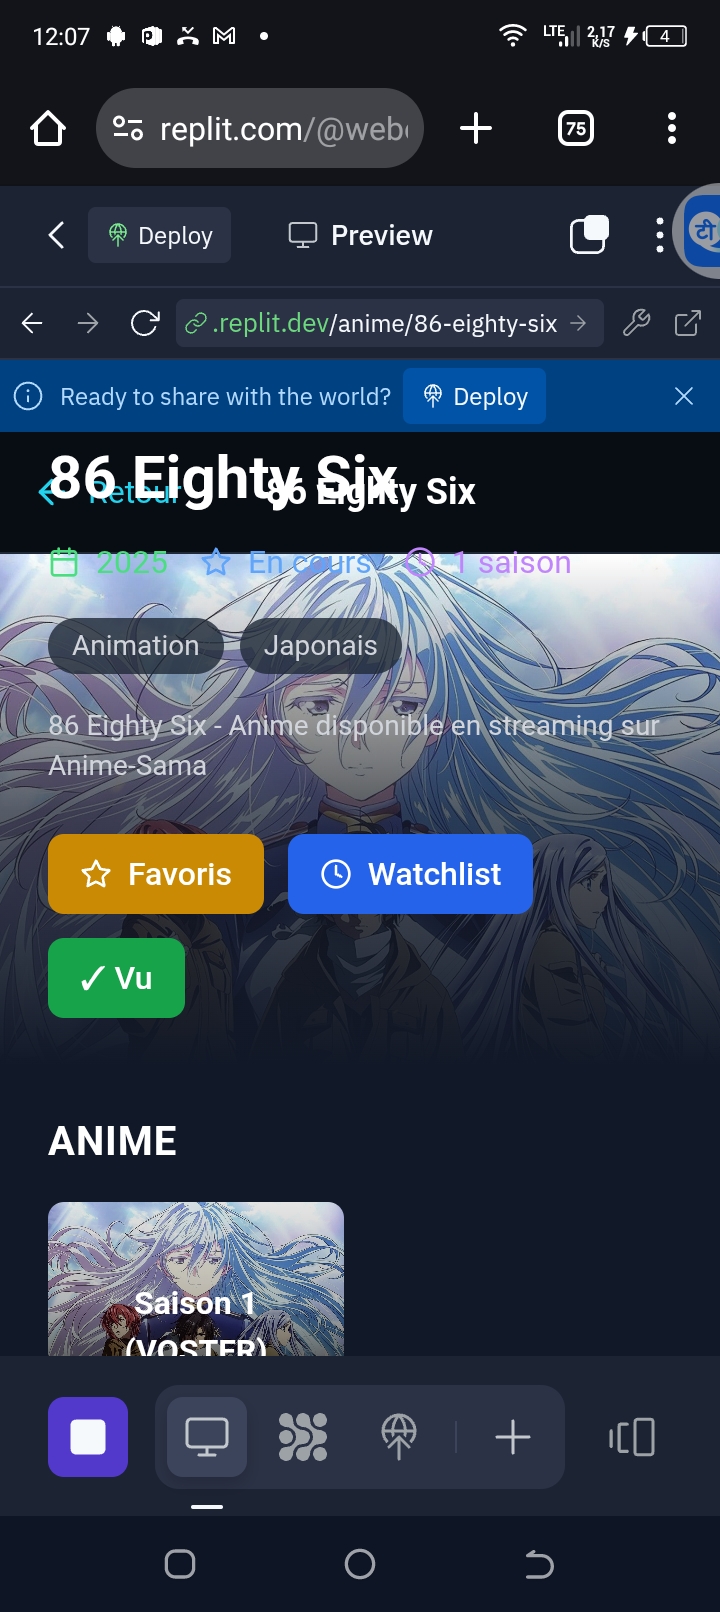 12:07
LTE 2,17 K/S 4
replit.com/@web
75
Deploy
Preview
टी
.replit.dev/anime/86-eighty-six
Ready to share with the world?
Deploy
86 Eighty Six
Retour
86 Eighty Six
2025
En cours
1 saison
Animation
Japonais
86 Eighty Six - Anime disponible en streaming sur
Anime-Sama
Favoris
Watchlist
✓ Vu
ANIME
Saison 1
(VOSTFR)